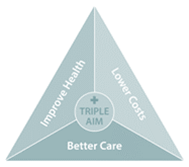 Improve Health
Lower Costs
TRIPLE
AIM
Better Care